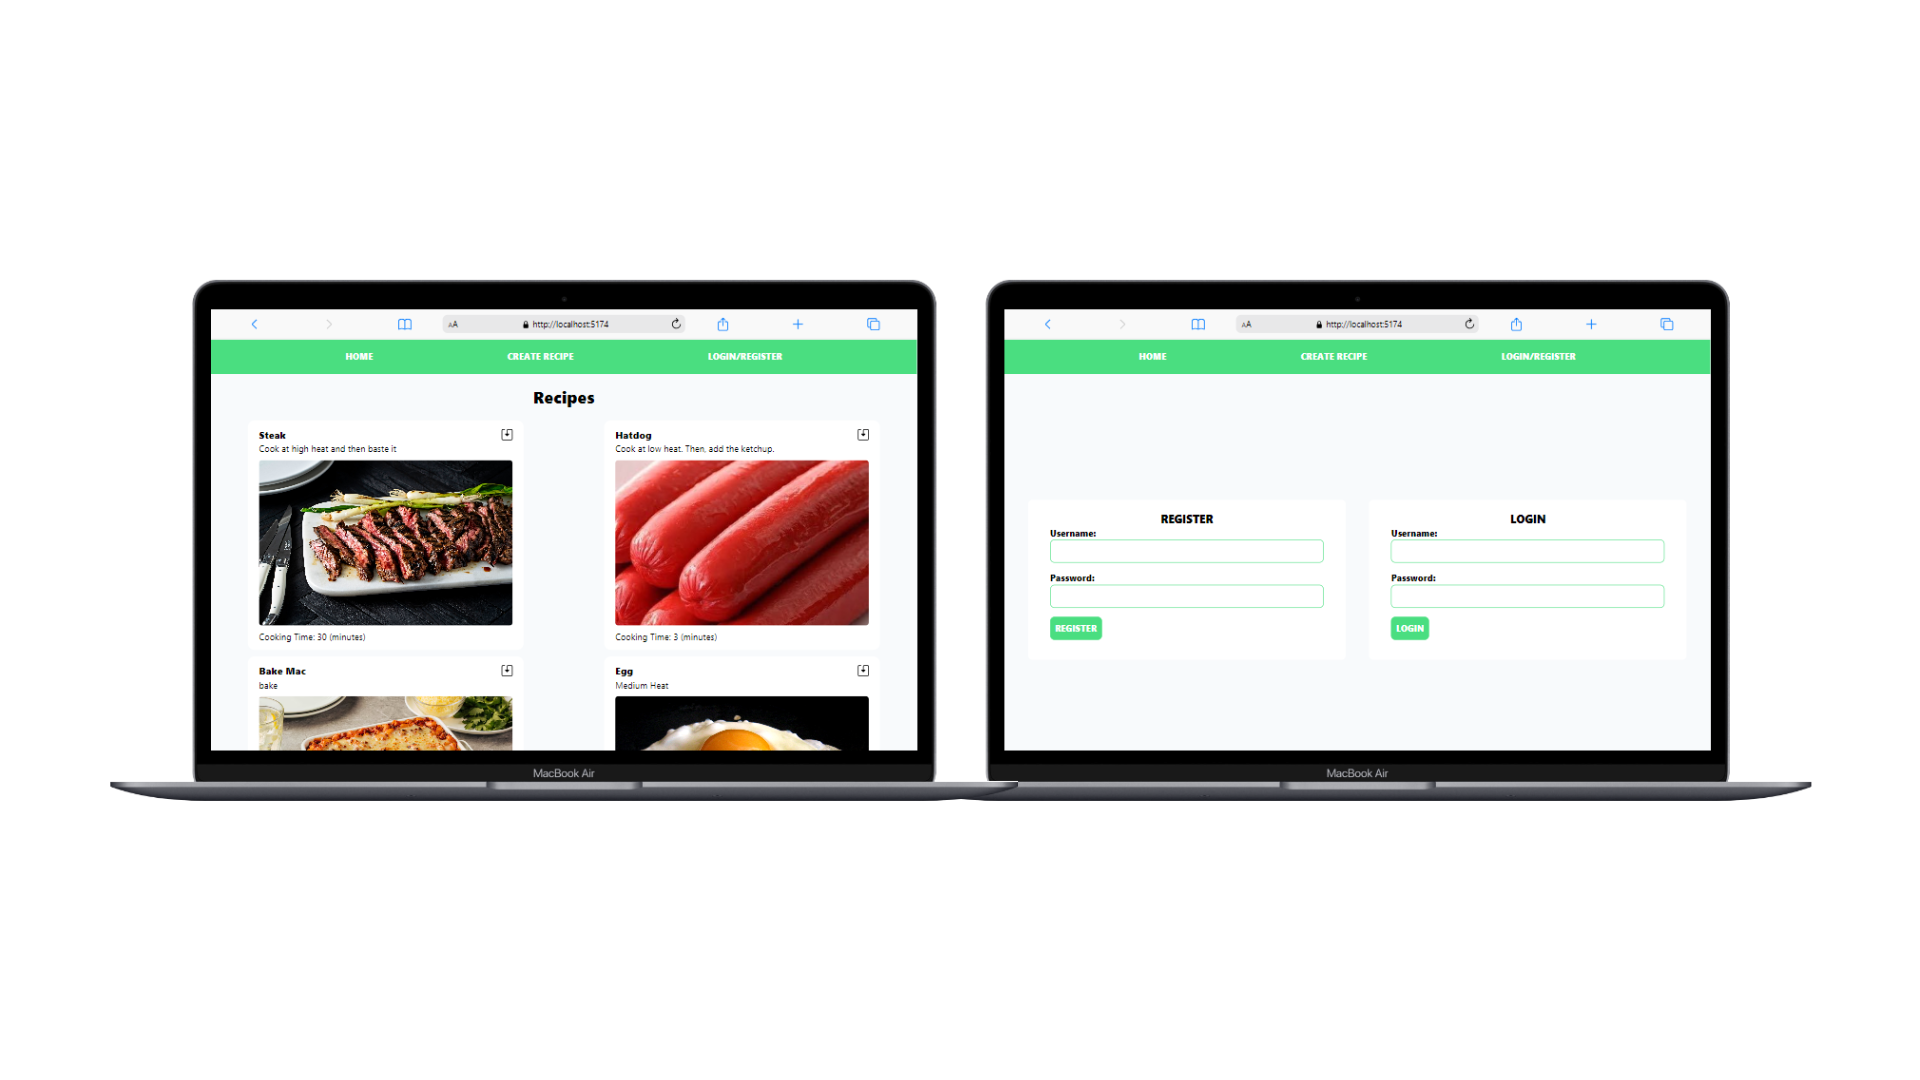 AA http://localhost:5174
HOME CREATE RECIPE LOGIN/REGISTER
Recipes
Steak
Cook at high heat and then baste it
Cooking Time: 30 (minutes)
Hatdog
Cook at low heat. Then, add the ketchup.
Cooking Time: 3 (minutes)
Bake Mac
bake
Egg
Medium Heat
MacBook Air
AA http://localhost:5174
HOME CREATE RECIPE LOGIN/REGISTER
REGISTER
Username:
Password:
REGISTER
LOGIN
Username:
Password:
LOGIN
MacBook Air